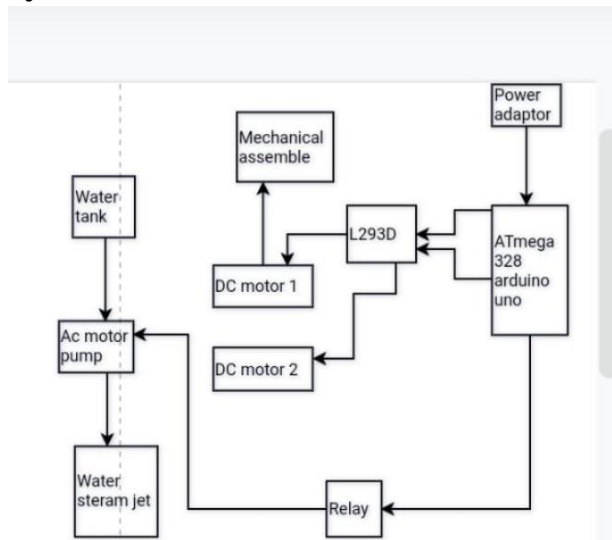 Power
adaptor
Mechanical
assemble
Water
tank
L293D
ATmega
328
arduino
uno
DC motor 1
Ac motor
pump
DC motor 2
Water
steram jet
Relay